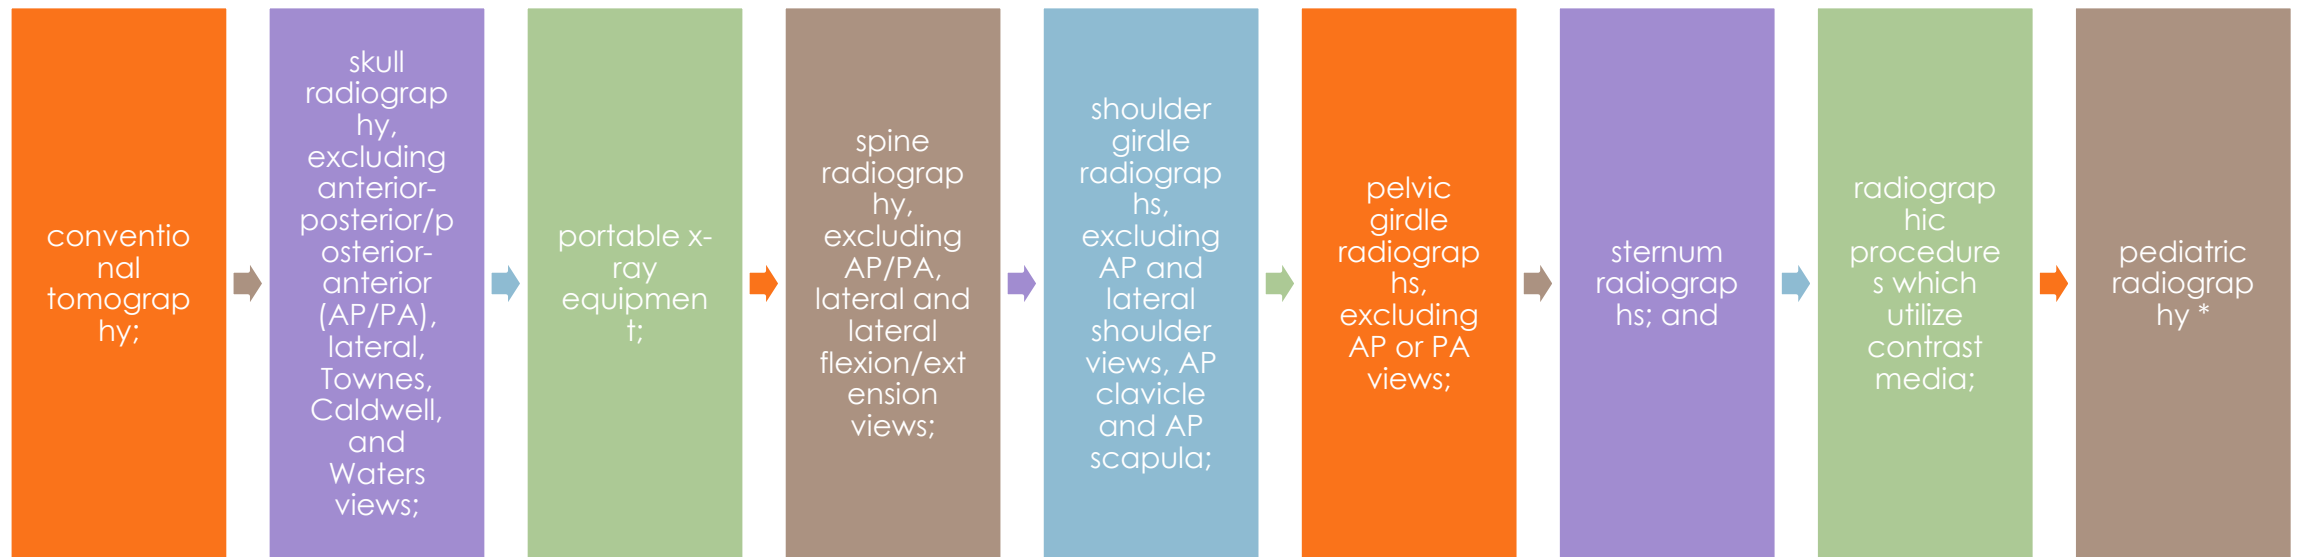 conventio
nal
tomograp
hy;
skull
radiograp
hy,
excluding
anterior-
posterior/p
osterior-
anterior
(AP/PA),
lateral,
Townes,
Caldwell,
and
Waters
views;
portable x-
ray
equipmen
t;
spine
radiograp
hy,
excluding
AP/PA,
lateral and
lateral
flexion/ext
ension
views;
shoulder
girdle
radiograp
hs,
excluding
AP and
lateral
shoulder
views, AP
clavicle
and AP
scapula;
pelvic
girdle
radiograp
hs,
excluding
AP or PA
views;
sternum
radiograp
hs; and
radiograp
hic
procedure
s which
utilize
contrast
media;
pediatric
radiograp
hy *